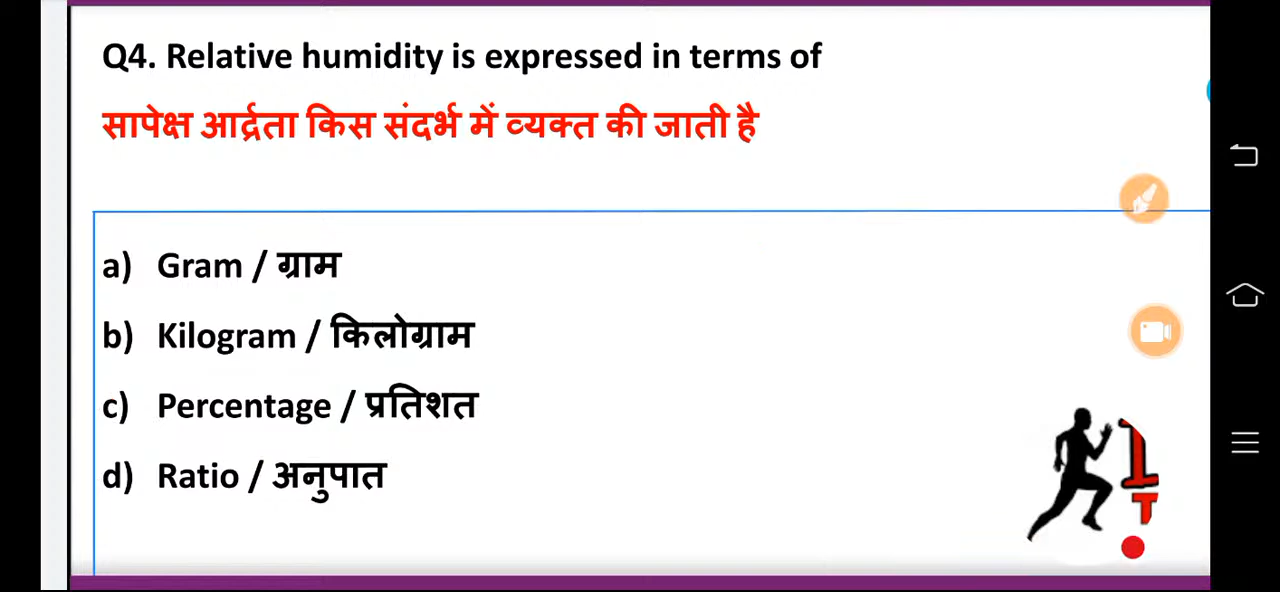 Q4. Relative humidity is expressed in terms of
सापेक्ष आर्द्रता किस संदर्भ में व्यक्त की जाती है
a) Gram / ग्राम
b) Kilogram / किलोग्राम
c) Percentage / प्रतिशत
d) Ratio / अनुपात
1
T